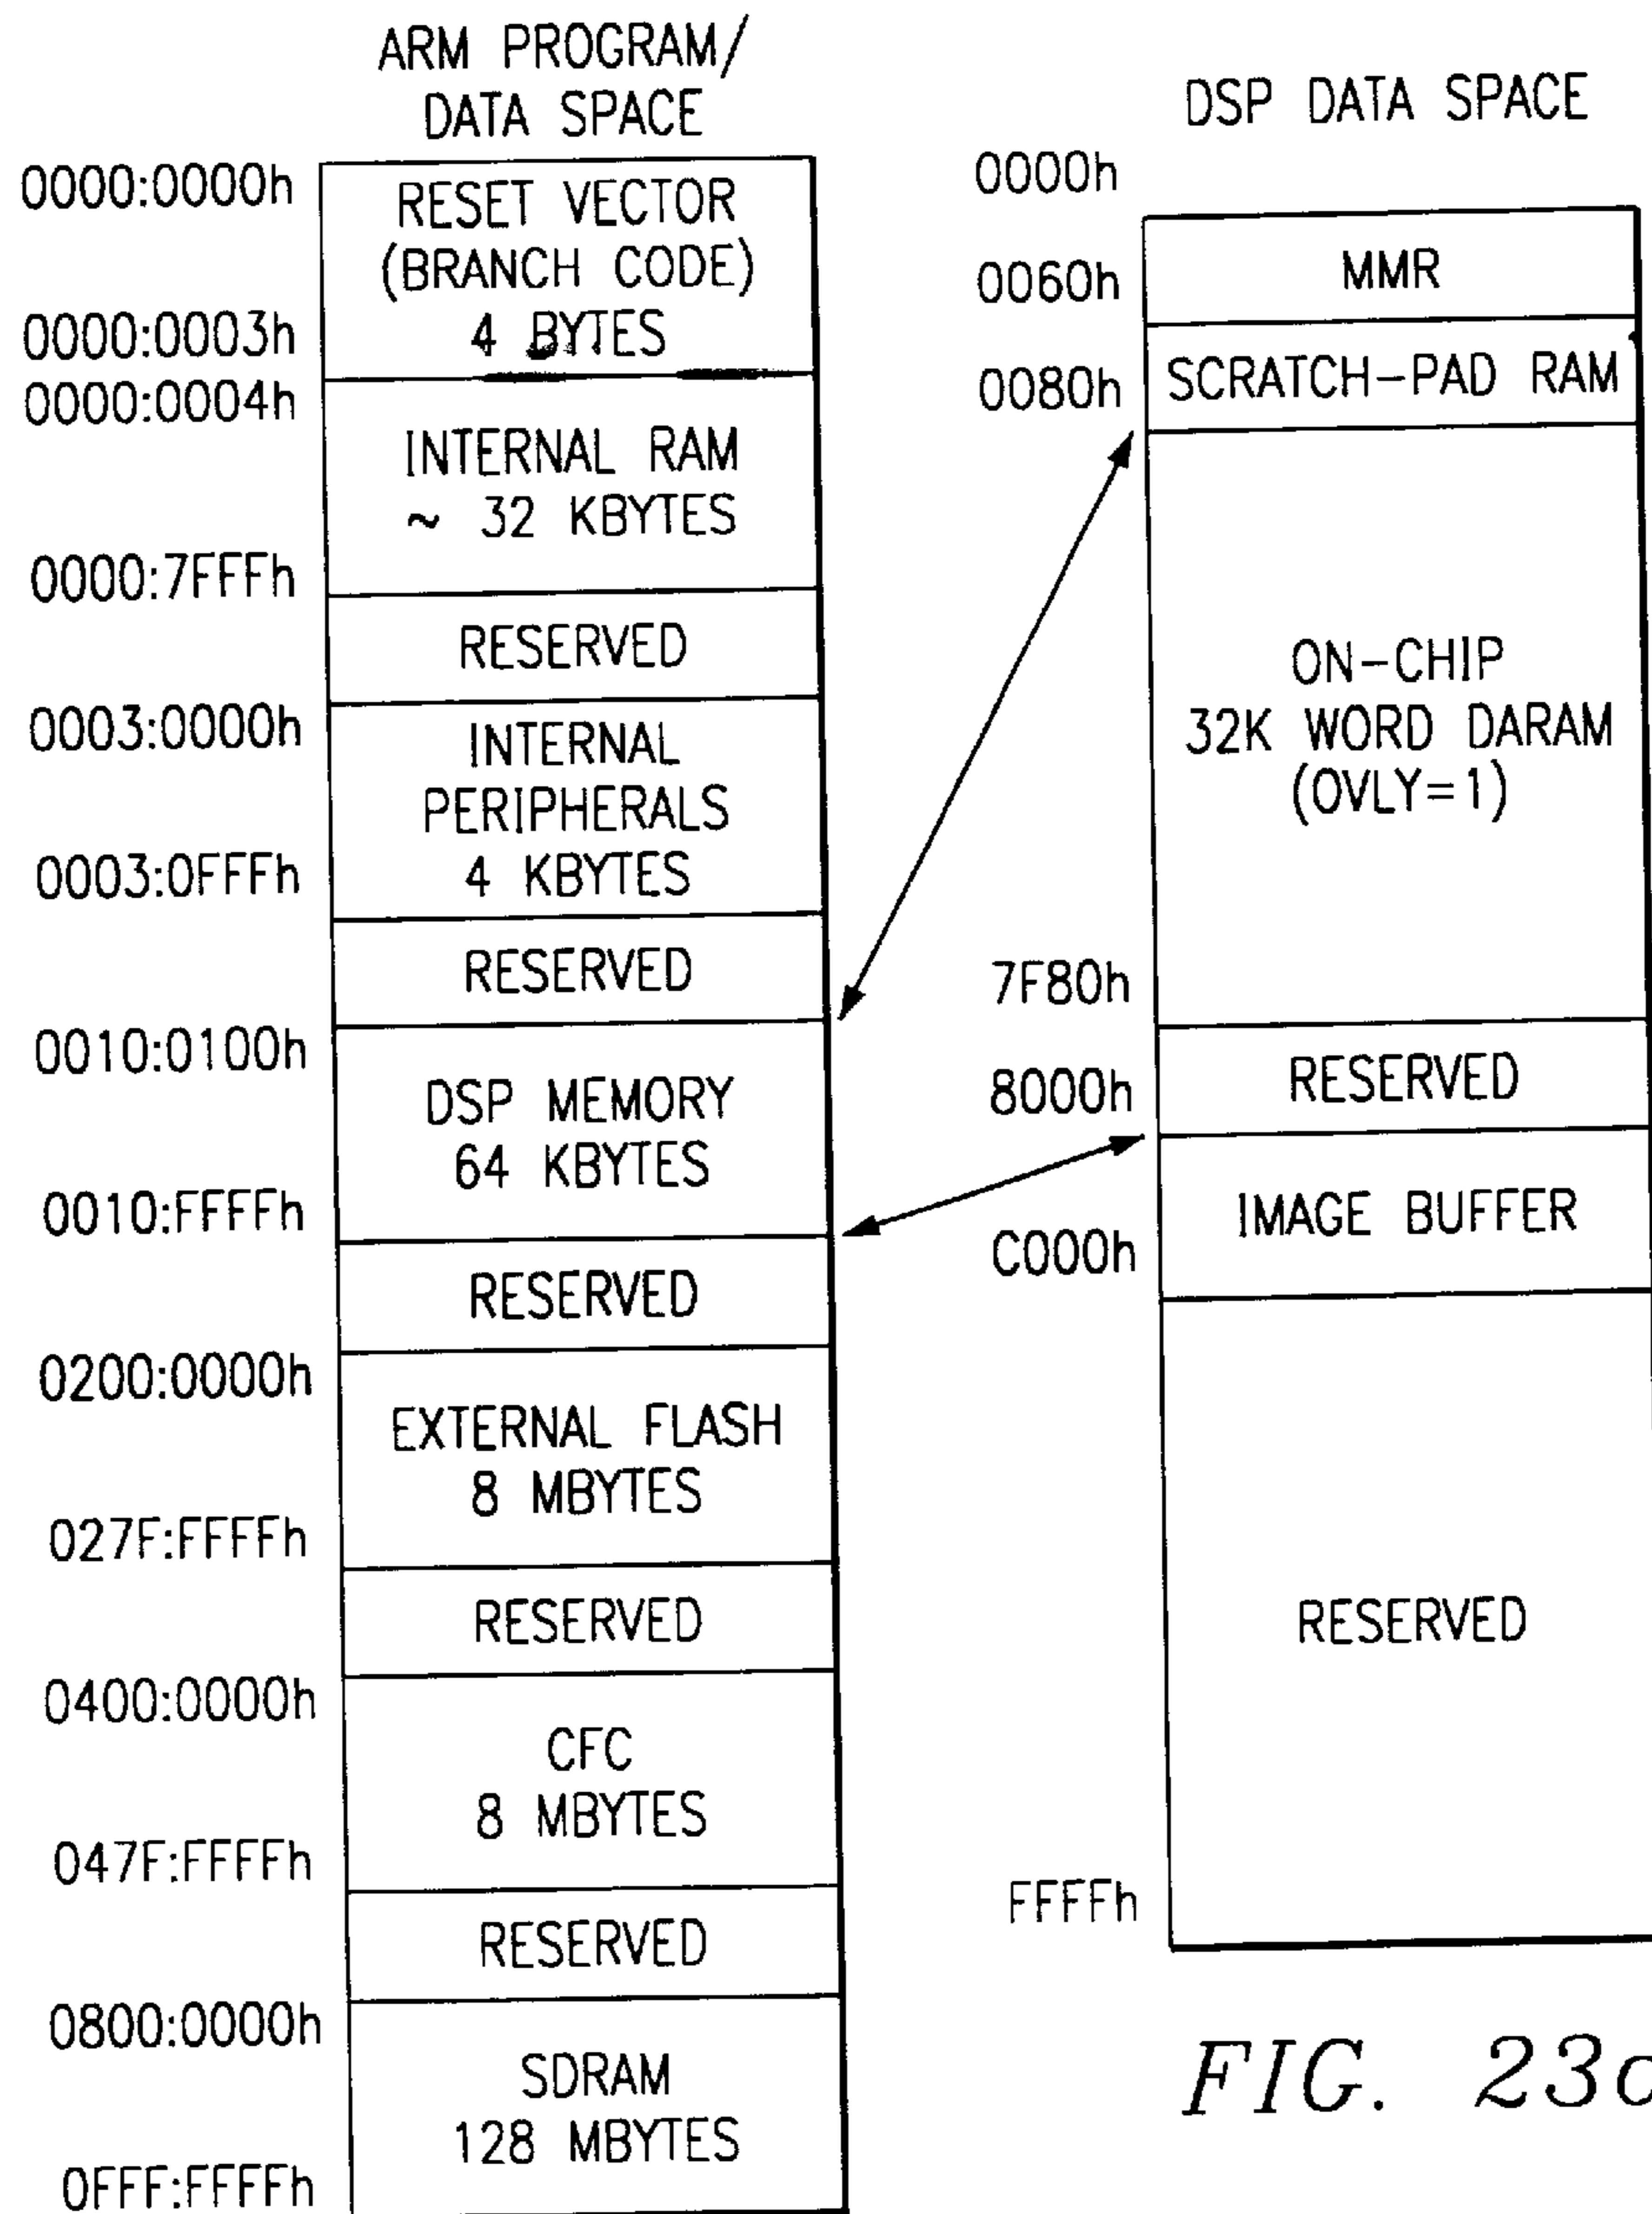 ARM PROGRAM/
DATA SPACE
0000:0000h
RESET VECTOR
(BRANCH CODE)
4 BYTES
0000:0003h
0000:0004h
INTERNAL RAM
~ 32 KBYTES
0000:7FFFh
RESERVED
0003:0000h
INTERNAL
PERIPHERALS
4 KBYTES
0003:0FFFh
RESERVED
0010:0100h
DSP MEMORY
64 KBYTES
0010:FFFFh
RESERVED
0200:0000h
EXTERNAL FLASH
8 MBYTES
027F:FFFFh
RESERVED
0400:0000h
CFC
8 MBYTES
047F:FFFFh
RESERVED
0800:0000h
SDRAM
128 MBYTES
0FFF:FFFFh
DSP DATA SPACE
0000h
MMR
0060h
SCRATCH-PAD RAM
0080h
ON-CHIP
32K WORD DARAM
(OVLY=1)
7F80h
RESERVED
8000h
IMAGE BUFFER
C000h
RESERVED
FFFFh
FIG.